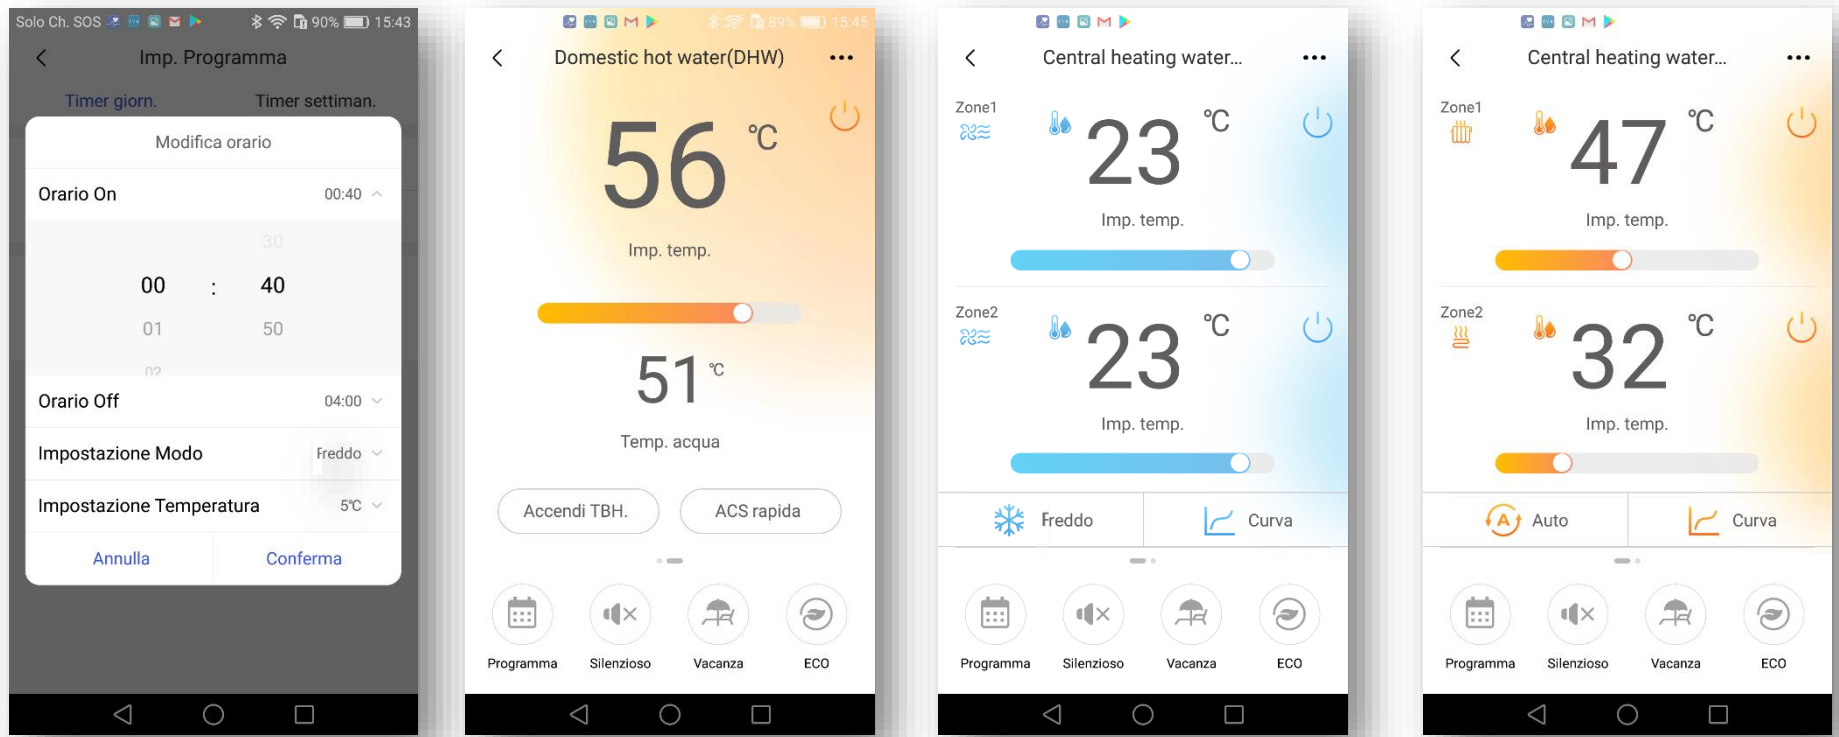 Solo Ch. SOS 90% 15:43
Imp. Programma
Timer giorn. Timer settiman.
Modifica orario
Orario On 00:40
30
00 : 40
01 50
02
Orario Off 04:00
Impostazione Modo Freddo
Impostazione Temperatura 5°C
Annulla Conferma
89% 15:45
Domestic hot water(DHW)
56 °C
Imp. temp.
51 °C
Temp. acqua
Accendi TBH. ACS rapida
Programma Silenzioso Vacanza ECO
Central heating water...
Zone1
23 °C
Imp. temp.
Zone2
23 °C
Imp. temp.
Freddo Curva
Programma Silenzioso Vacanza ECO
Central heating water...
Zone1
47 °C
Imp. temp.
Zone2
32 °C
Imp. temp.
A Auto Curva
Programma Silenzioso Vacanza ECO